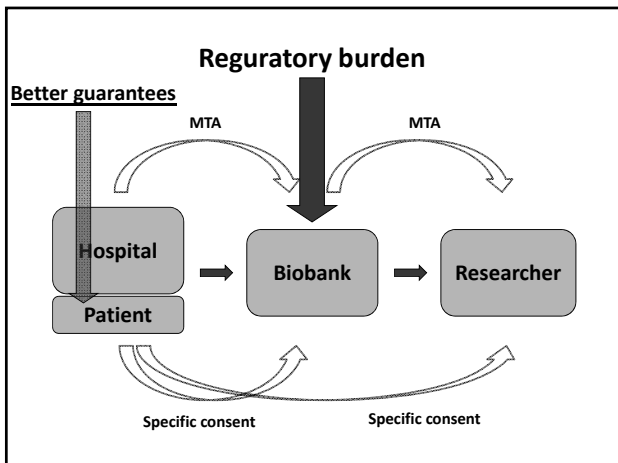 Reguratory burden
Better guarantees
MTA
MTA
Hospital
Biobank
Researcher
Patient
Specific consent
Specific consent